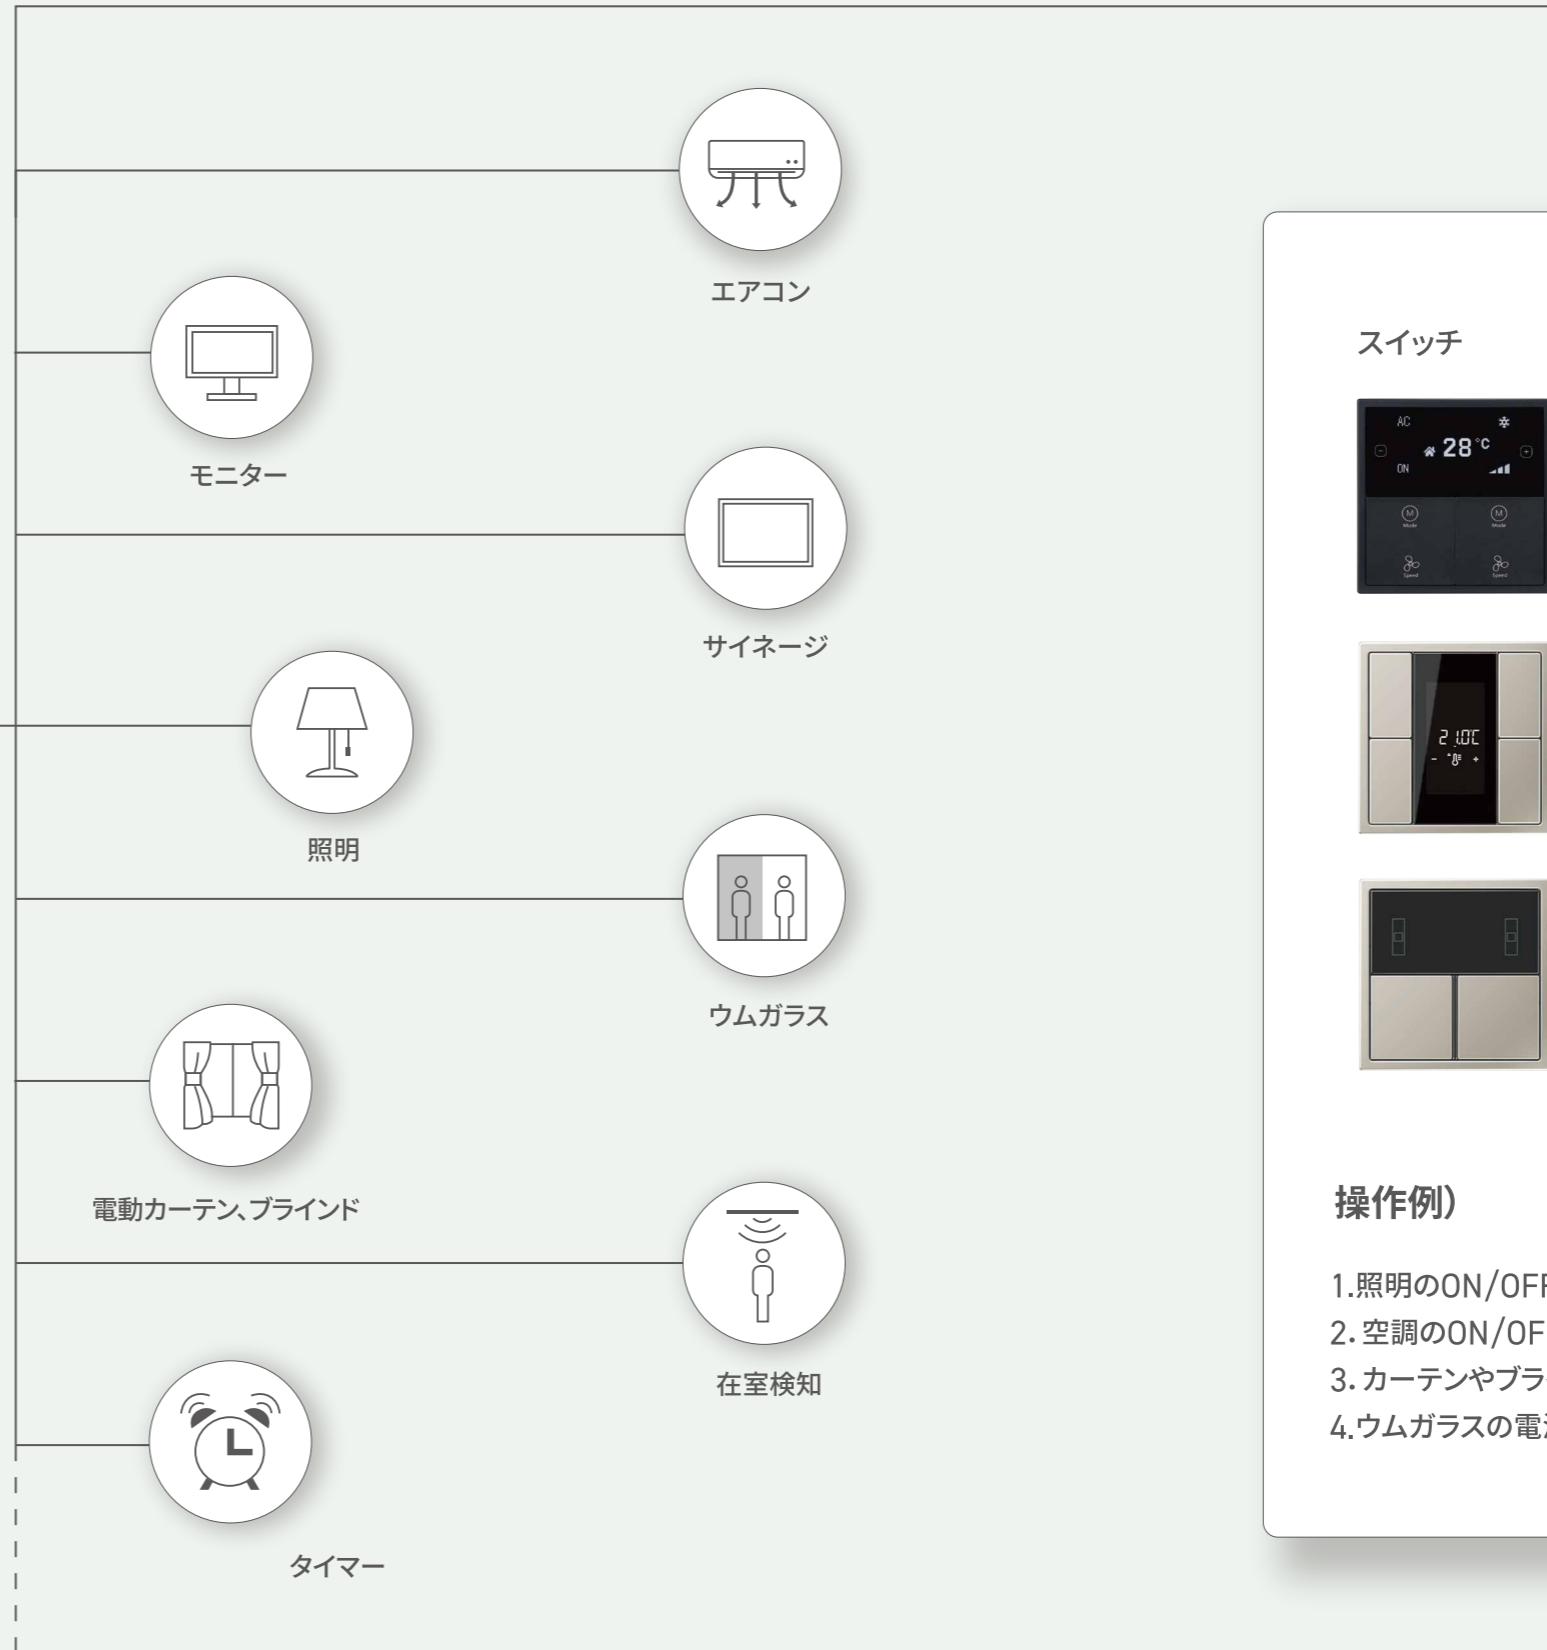 エアコン
モニター
サイネージ
照明
ウムガラス
電動カーテン、ブラインド
在室検知
タイマー
スイッチ
AC
28°C
ON
M
Mode
M
Mode
Speed
Speed
21.0℃
操作例）
1.照明のON/OFF
2.空調のON/OF
3.カーテンやブラ
4.ウムガラスの電